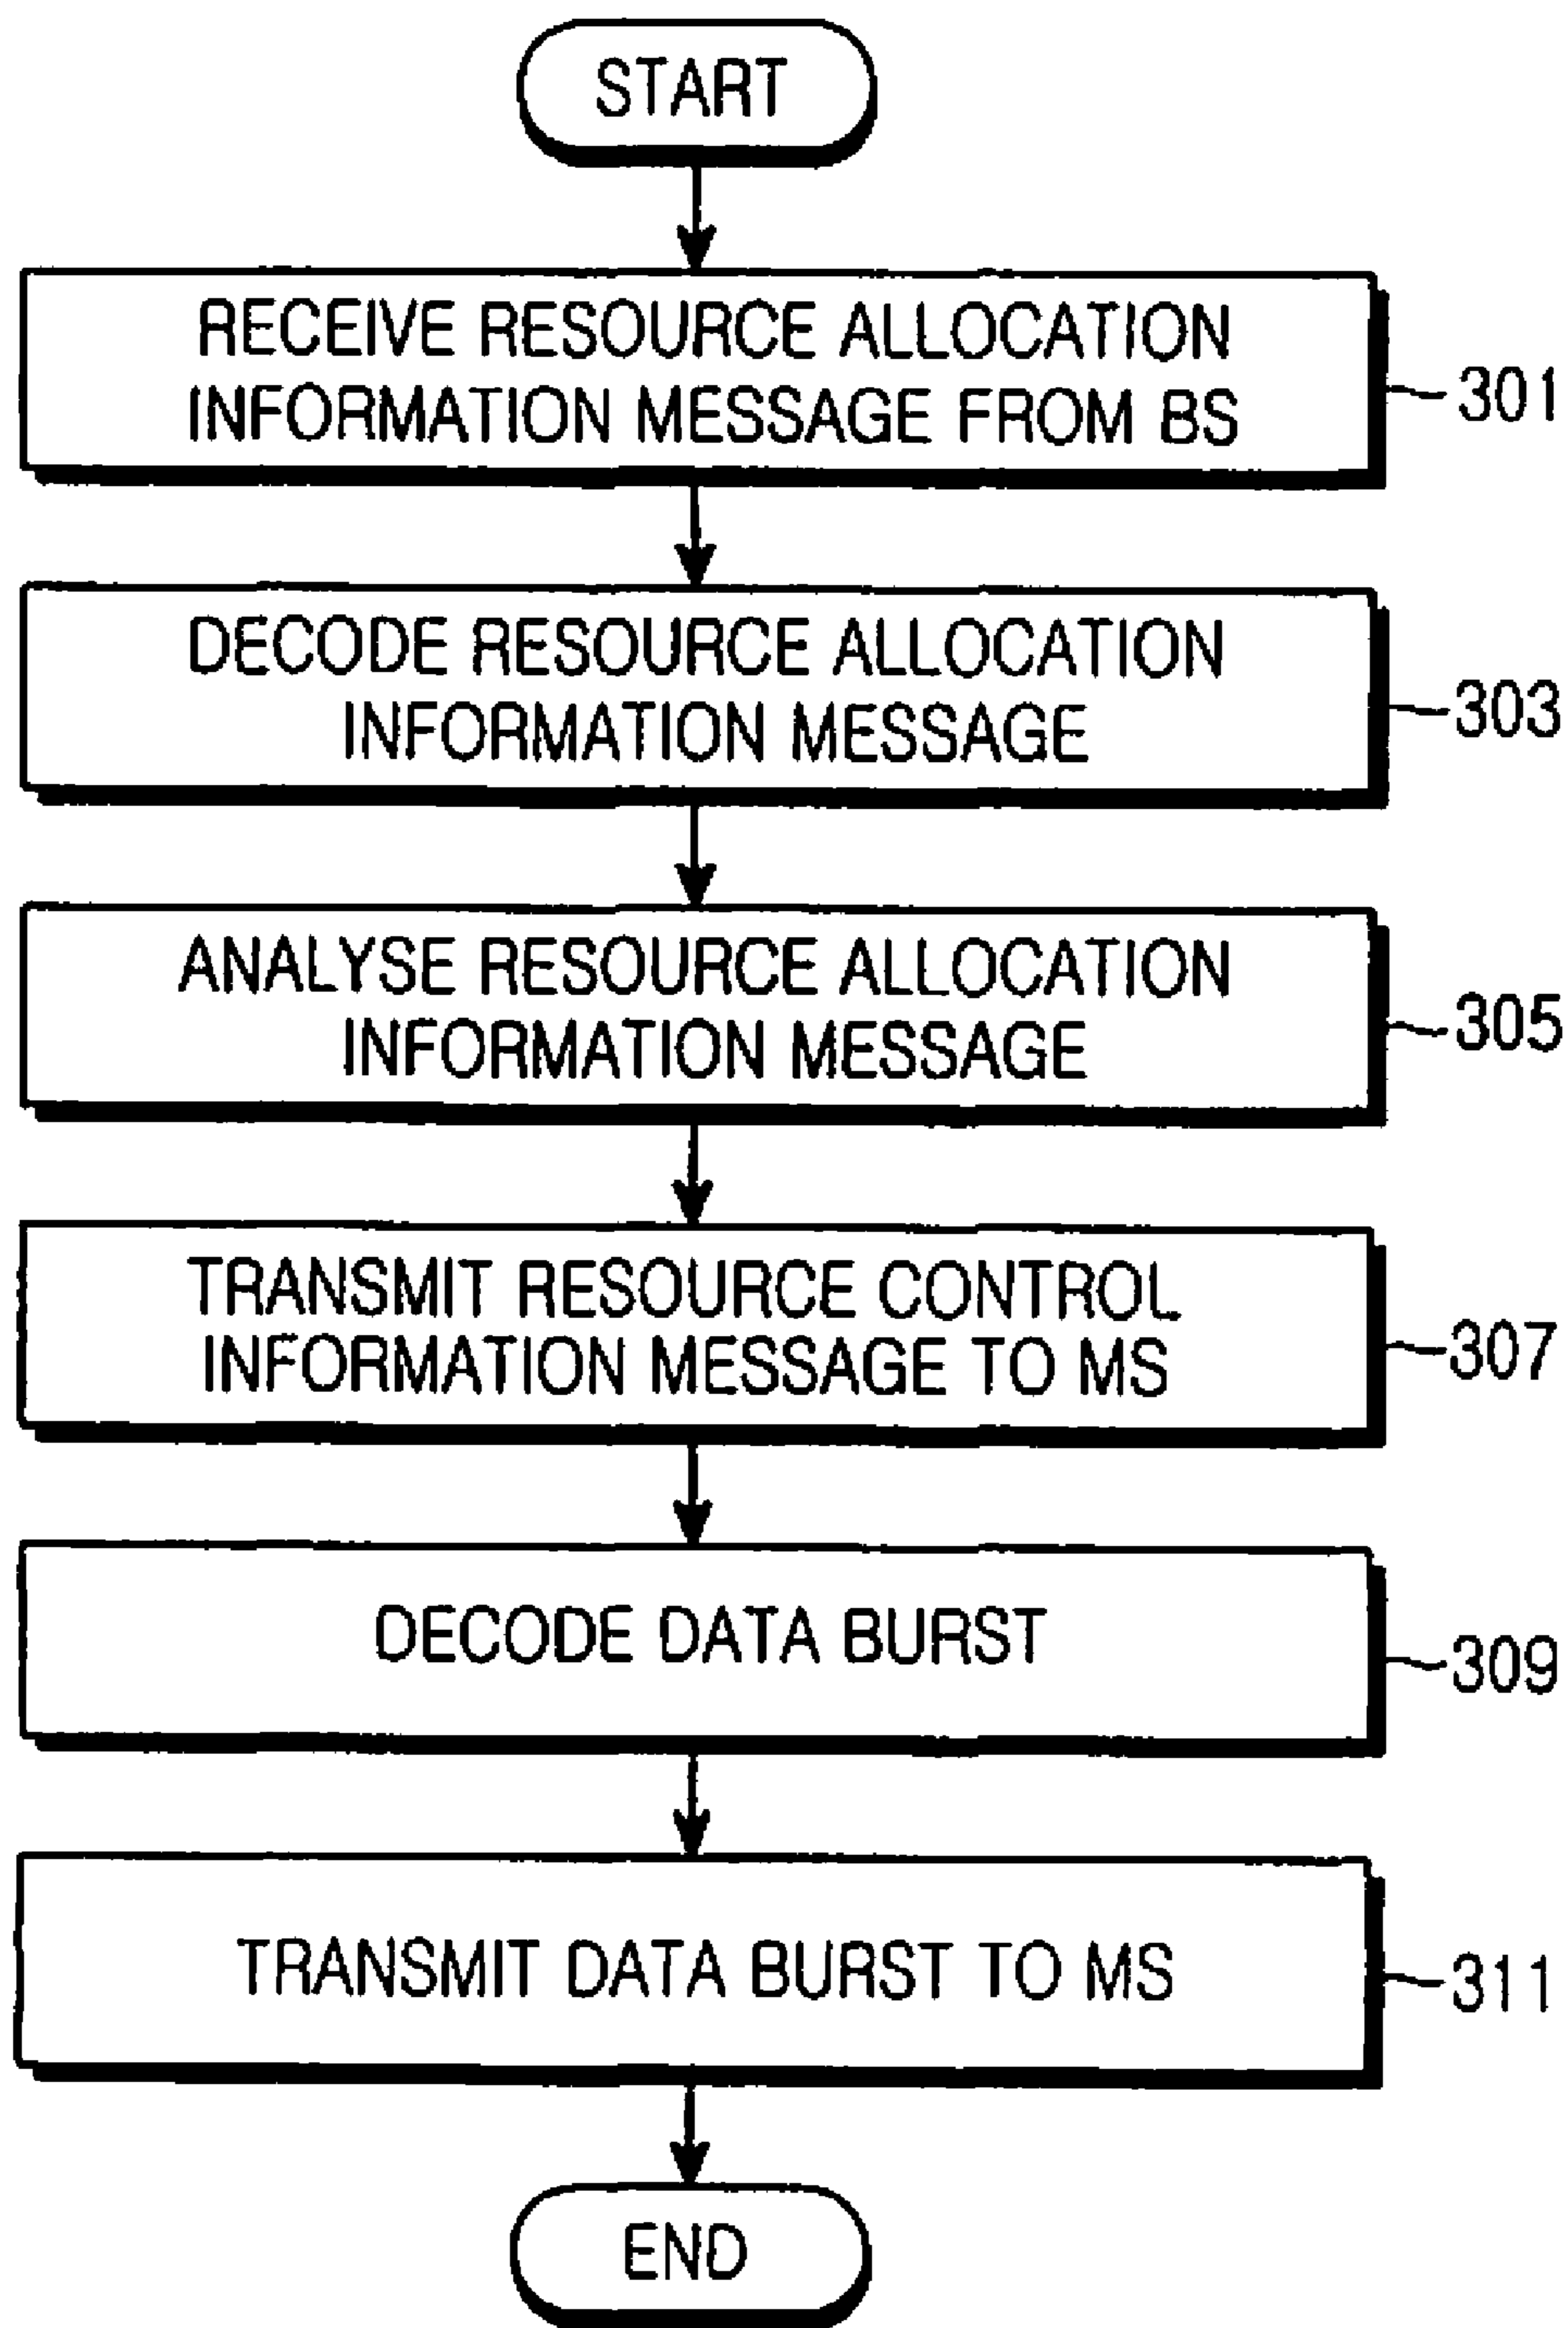 START
RECEIVE RESOURCE ALLOCATION
INFORMATION MESSAGE FROM BS
301
DECODE RESOURCE ALLOCATION
INFORMATION MESSAGE
303
ANALYSE RESOURCE ALLOCATION
INFORMATION MESSAGE
305
TRANSMIT RESOURCE CONTROL
INFORMATION MESSAGE TO MS
307
DECODE DATA BURST
309
TRANSMIT DATA BURST TO MS
311
END